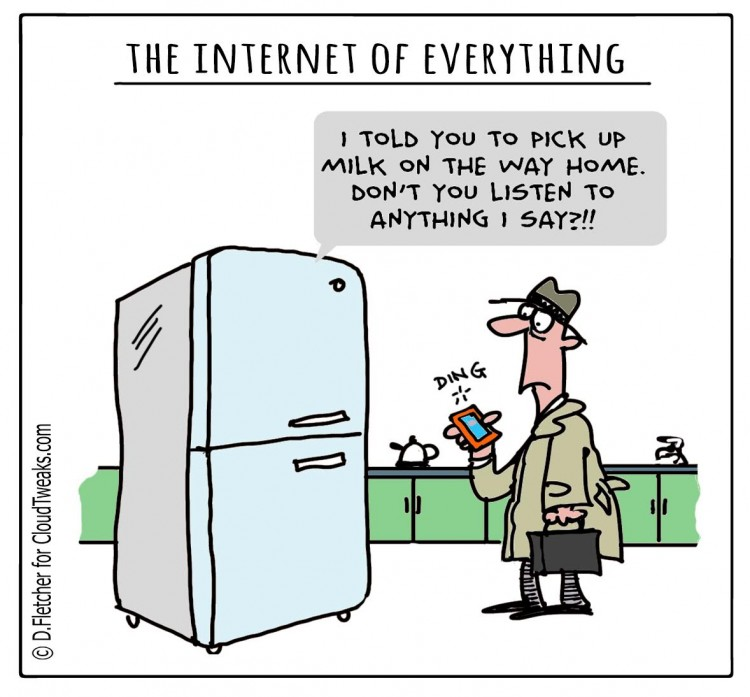 THE INTERNET OF EVERYTHING
I TOLD YOU TO PICK UP
MILK ON THE WAY HOME.
DON'T YOU LISTEN TO
ANYTHING I SAY?!!
DING
© D.Fletcher for CloudTweaks.com